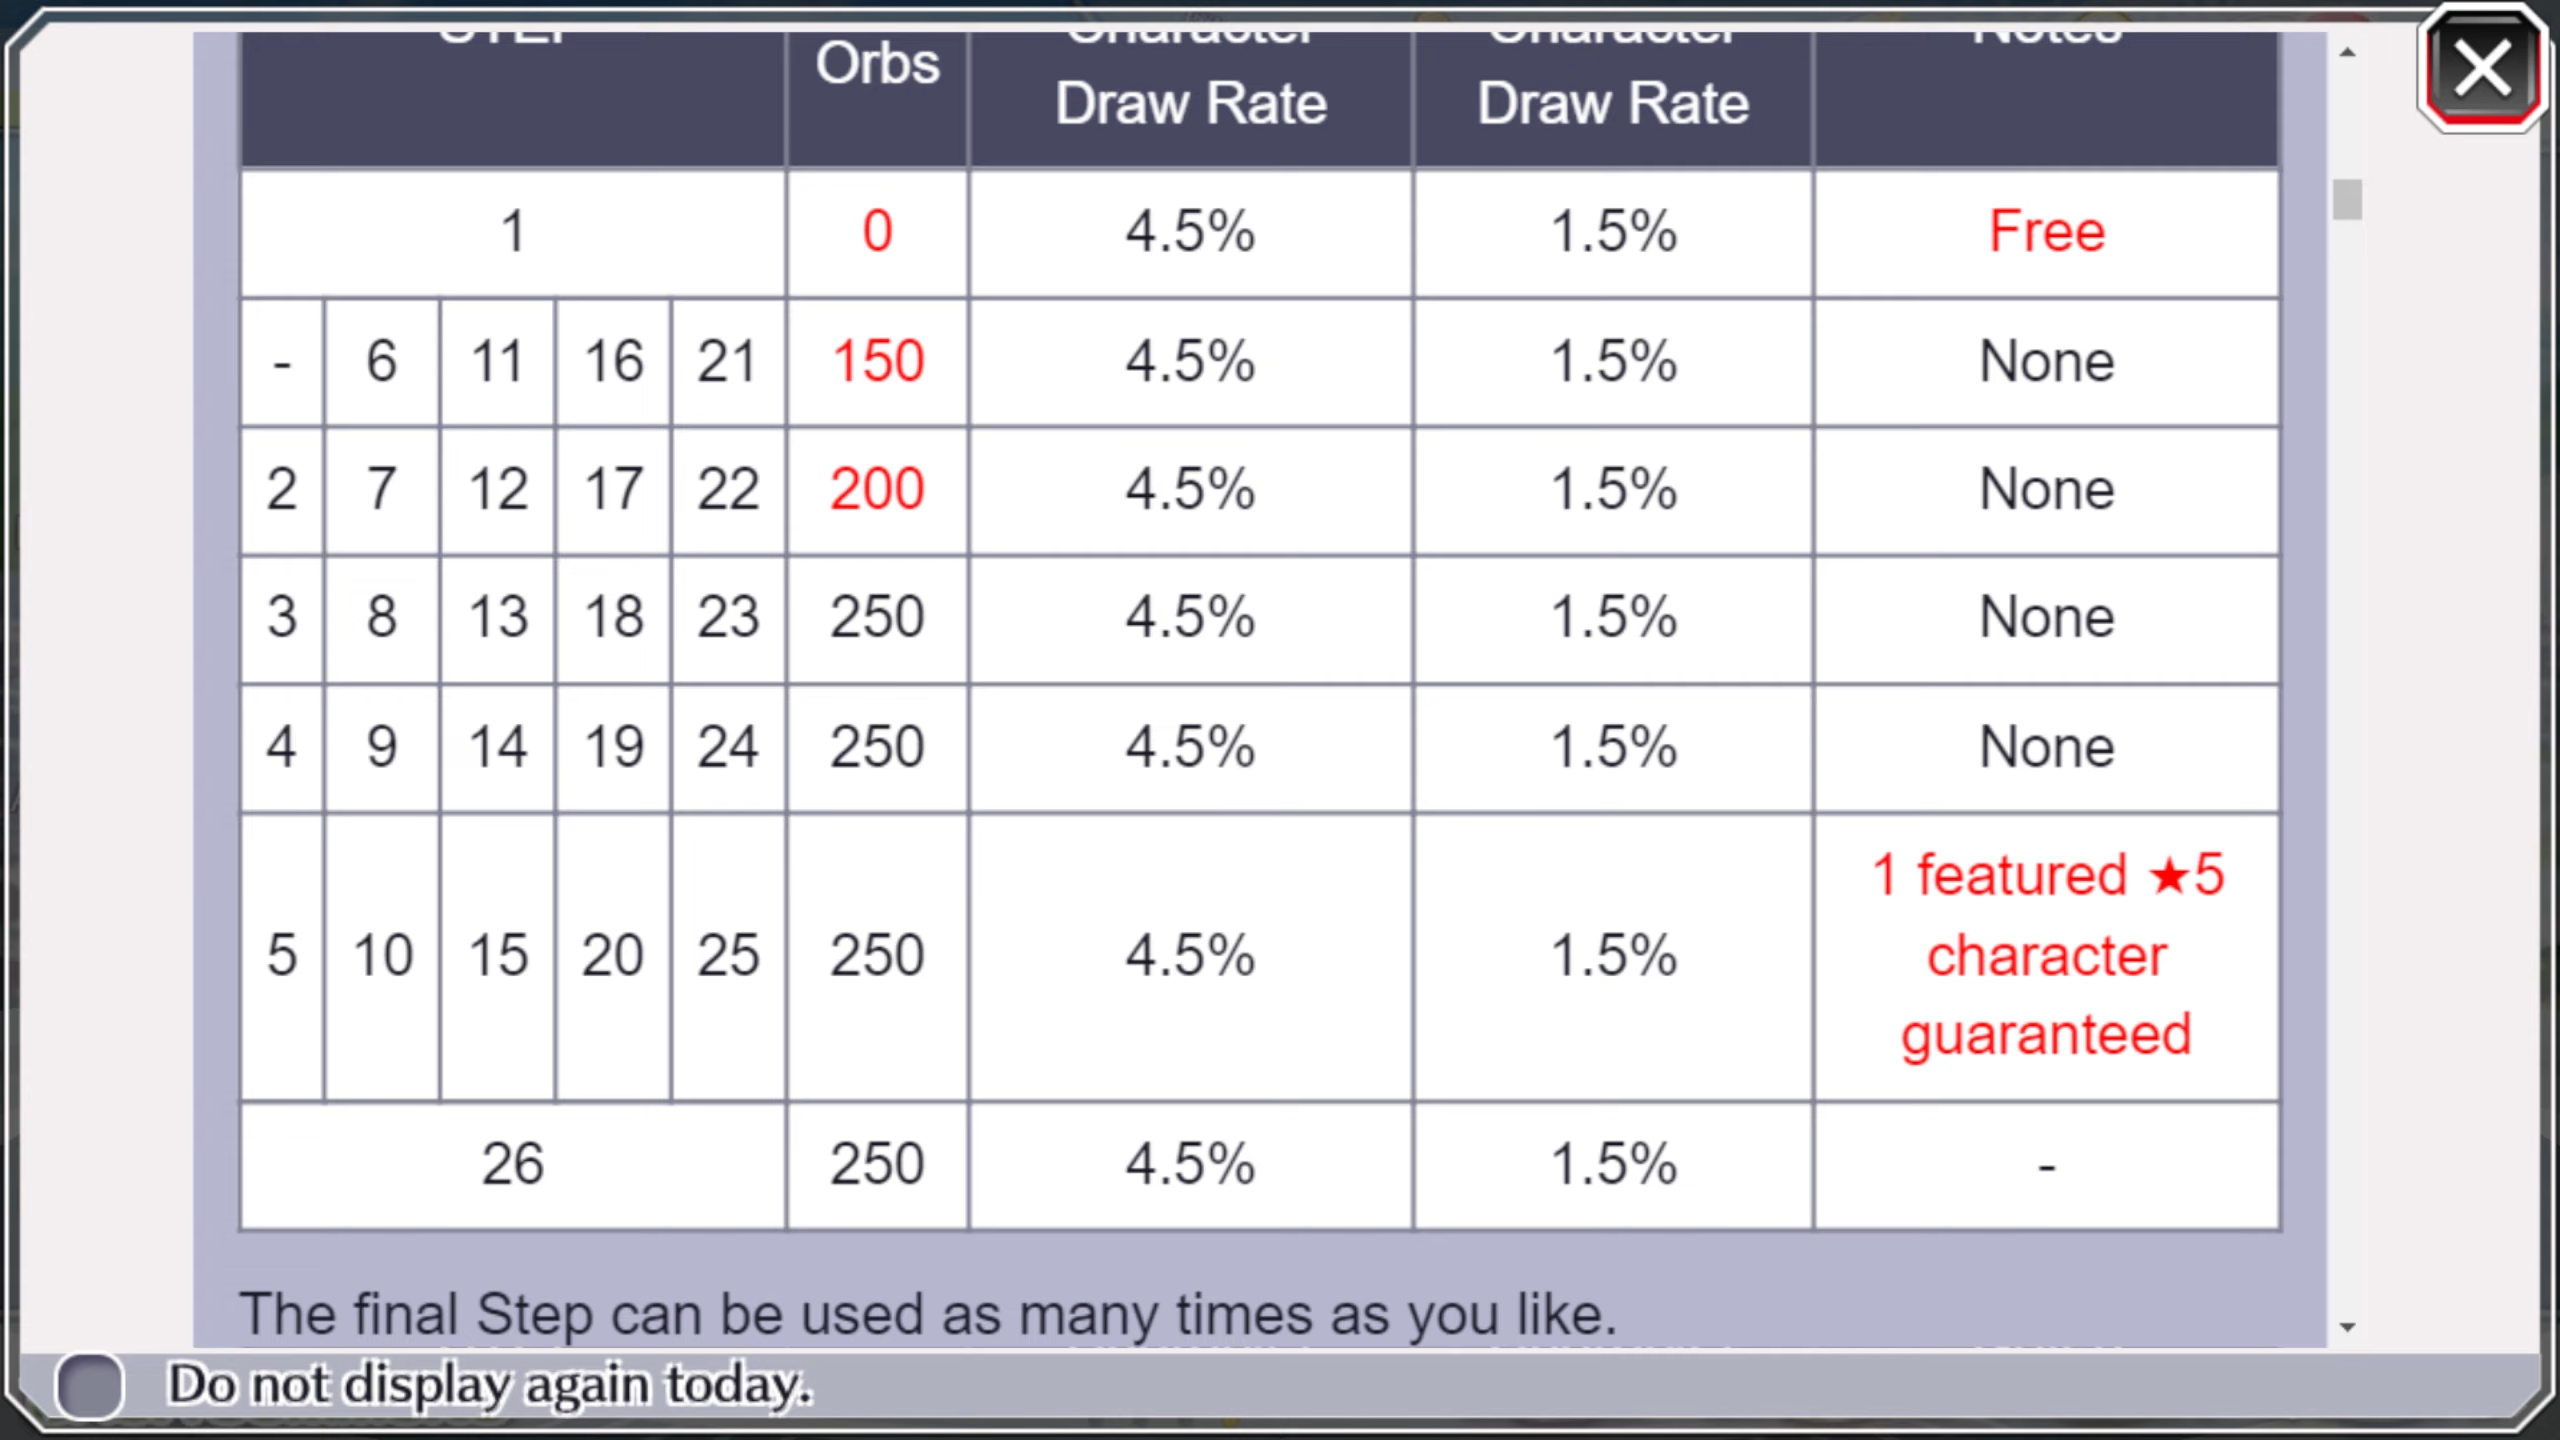 STEP Orbs Character Draw Rate Character Draw Rate Notes
1 0 4.5% 1.5% Free
- 6 11 16 21 150 4.5% 1.5% None
2 7 12 17 22 200 4.5% 1.5% None
3 8 13 18 23 250 4.5% 1.5% None
4 9 14 19 24 250 4.5% 1.5% None
5 10 15 20 25 250 4.5% 1.5% 1 featured ★5
character
guaranteed
26 250 4.5% 1.5% -
The final Step can be used as many times as you like.
Do not display again today.